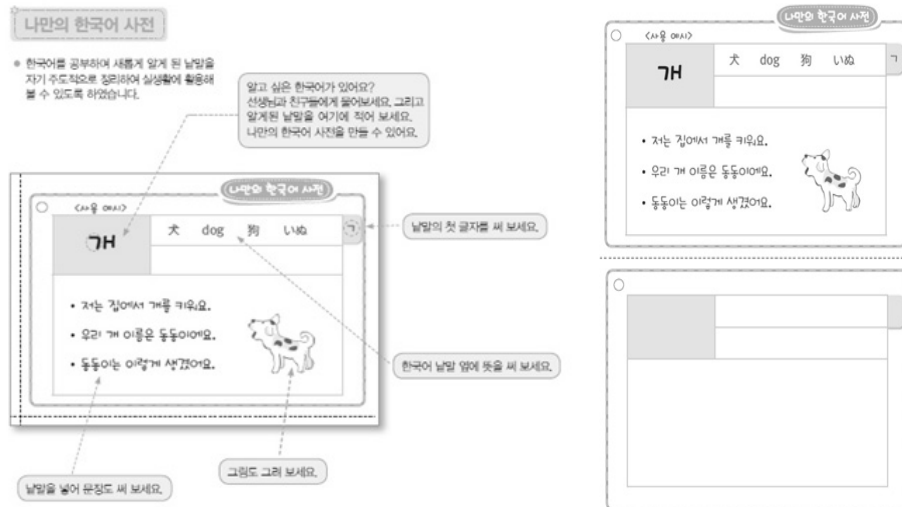 나만의 한국어 사전
• 한국어를 공부하며 새롭게 알게 된 낱말을
자기 주도적으로 정리하여 실생활에 활용해
볼 수 있도록 하였습니다.
알고 싶은 한국어가 있어요?
선생님과 친구들에게 물어보세요. 그리고
알게된 낱말을 여기에 적어 보세요.
나만의 한국어 사전을 만들 수 있어요.
나만의 한국어 사전
<사용 예시>
개 犬 dog 狗 いぬ ㄱ
• 저는 집에서 개를 키워요.
• 우리 개 이름은 동동이에요.
• 동동이는 이렇게 생겼어요.
낱말의 첫 글자를 써 보세요.
한국어 낱말 옆에 뜻을 써 보세요.
그림도 그려 보세요.
낱말을 넣어 문장도 써 보세요.
나만의 한국어 사전
<사용 예시>
개 犬 dog 狗 いぬ ㄱ
• 저는 집에서 개를 키워요.
• 우리 개 이름은 동동이에요.
• 동동이는 이렇게 생겼어요.